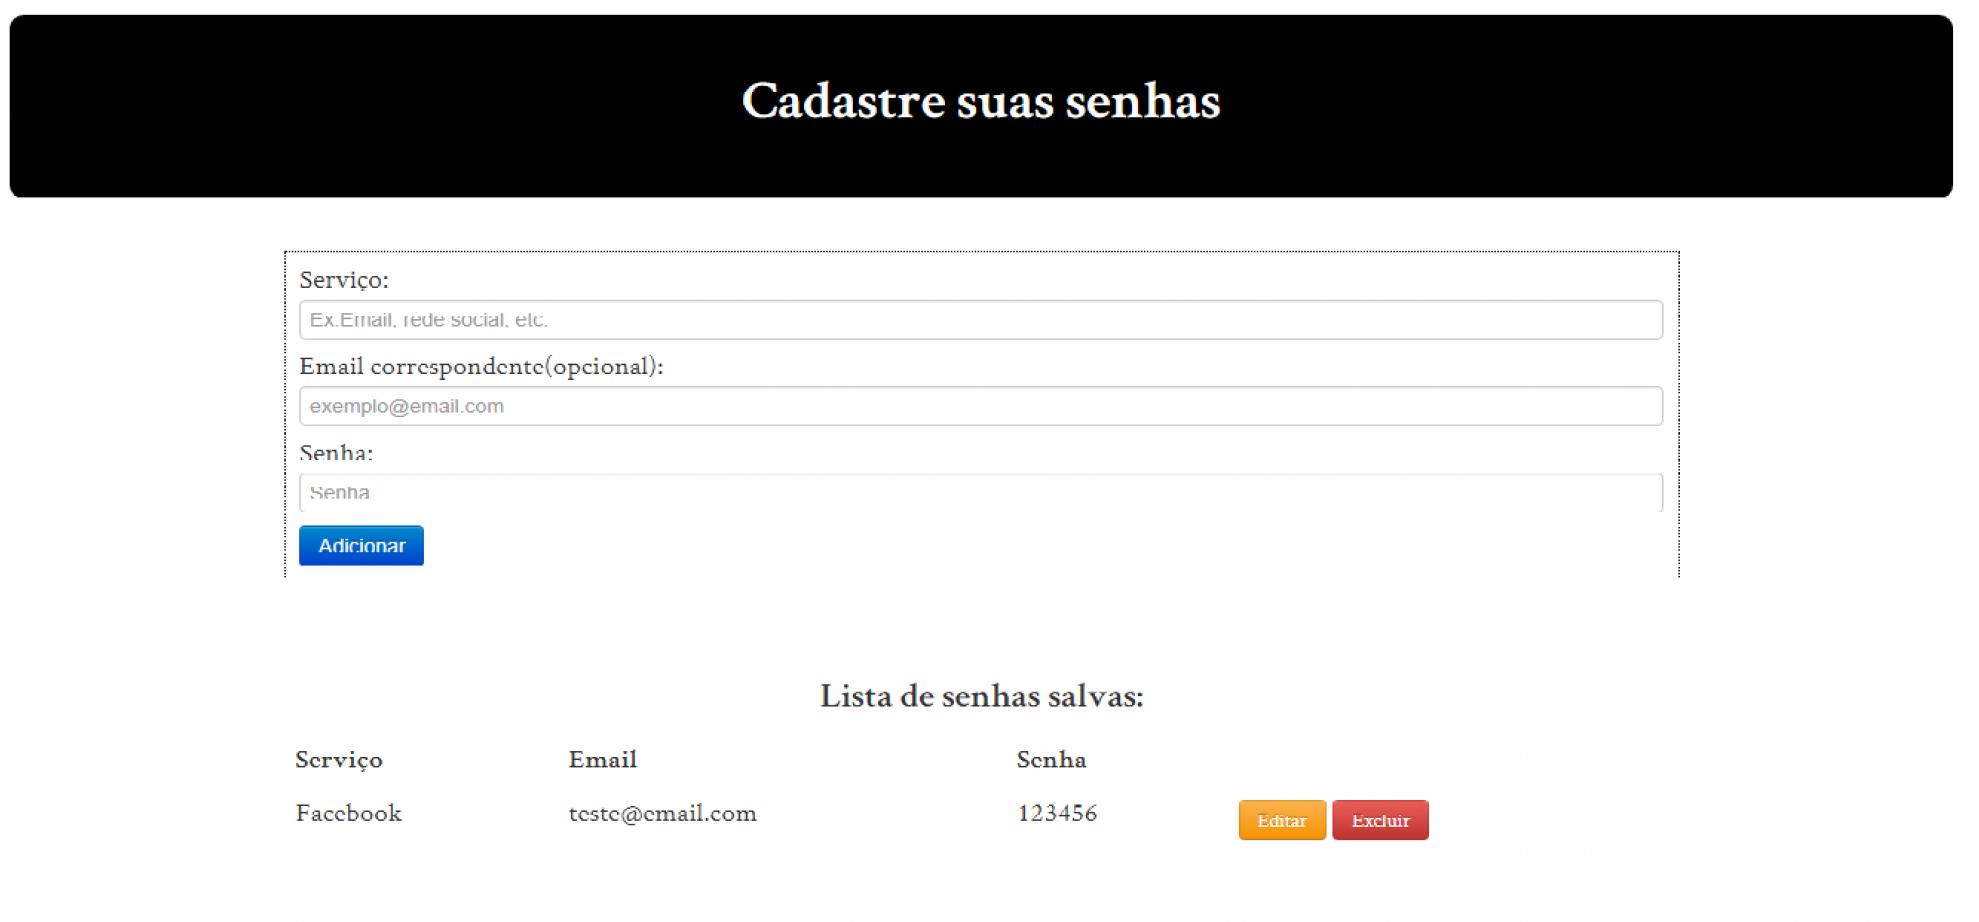 Cadastre suas senhas
Serviço:
Ex.Email, rede social, etc.
Email correspondente(opcional):
exemplo@email.com
Senha:
Senha
Adicionar
Lista de senhas salvas:
Serviço Email Senha
Facebook teste@email.com 123456 Editar Excluir